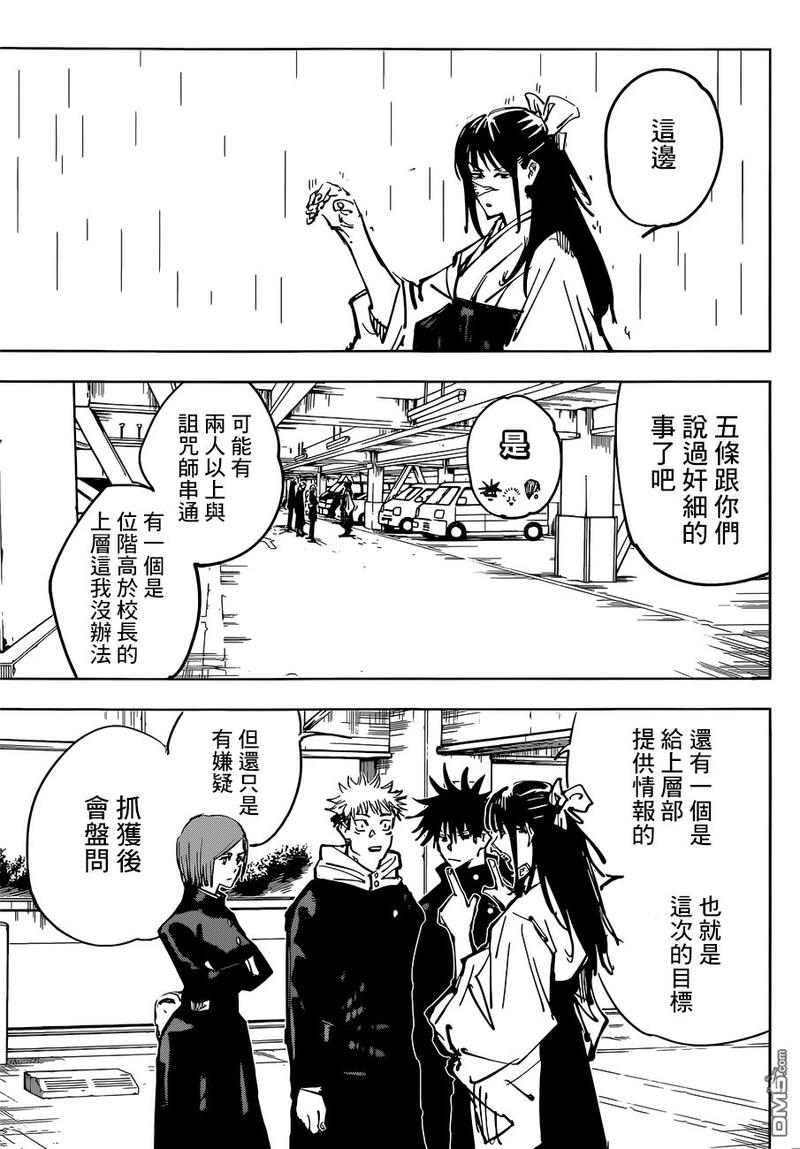 這邊
五條跟你們
說過奸細的
事了吧
是
可能有
兩人以上與
詛咒師串通
有一個是
位階高於校長的
上層這我沒辦法
還有一個是
給上層部
提供情報的
也就是
這次的目標
但還只是
有嫌疑
抓獲後
會盤問
DM5.com